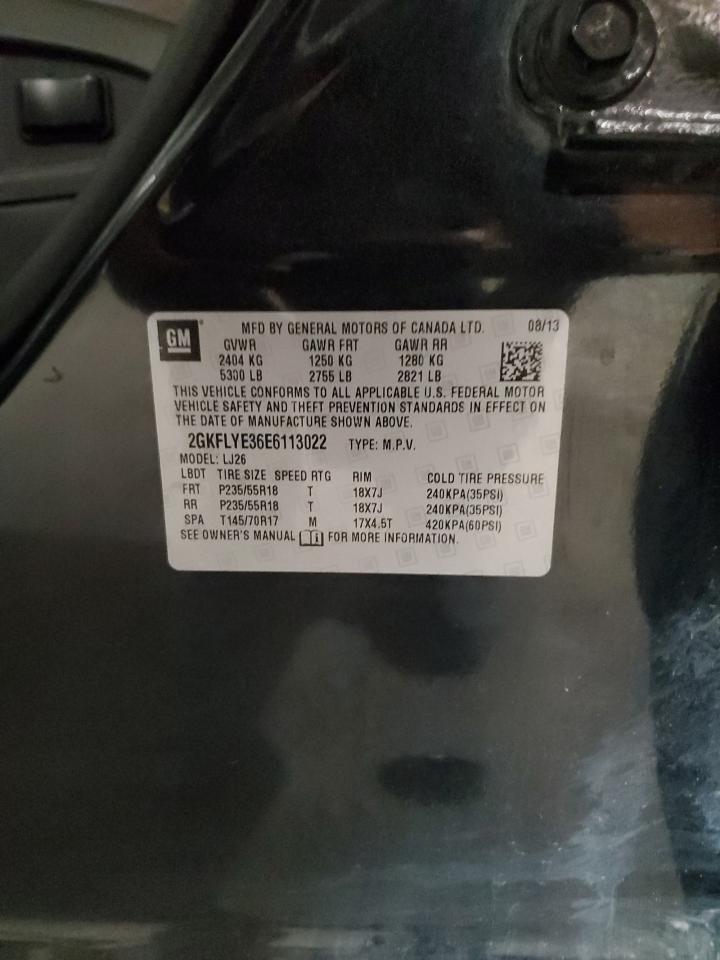 GM
MFD BY GENERAL MOTORS OF CANADA LTD. 08/13
GVWR GAWR FRT GAWR RR
2404 KG 1250 KG 1280 KG
5300 LB 2755 LB 2821 LB
THIS VEHICLE CONFORMS TO ALL APPLICABLE U.S. FEDERAL MOTOR
VEHICLE SAFETY AND THEFT PREVENTION STANDARDS IN EFFECT ON
THE DATE OF MANUFACTURE SHOWN ABOVE.
2GKFLYE36E6113022 TYPE: M.P.V.
MODEL: LJ26
LBDT TIRE SIZE SPEED RTG RIM COLD TIRE PRESSURE
FRT P235/55R18 T 18X7J 240KPA(35PSI)
RR P235/55R18 T 18X7J 240KPA(35PSI)
SPA T145/70R17 M 17X4.5T 420KPA(60PSI)
SEE OWNER'S MANUAL FOR MORE INFORMATION.